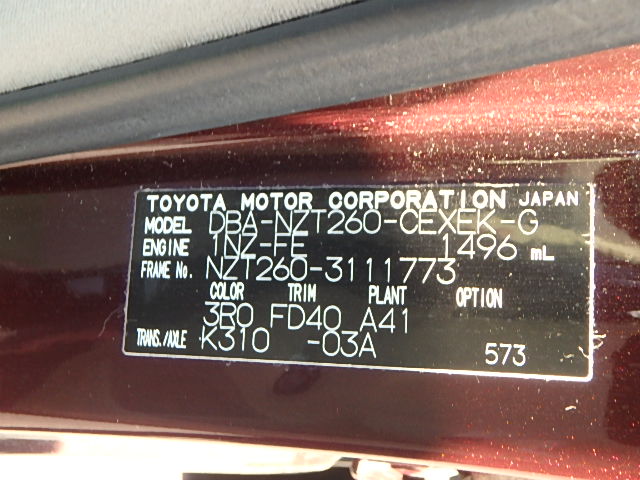 TOYOTA MOTOR CORPORATION JAPAN
MODEL DBA-NZT260-CEXEK-G
ENGINE 1NZ-FE 1496 mL
FRAME No. NZT260-3111773
COLOR TRIM PLANT OPTION
3R0 FD40 A41
TRANS./AXLE K310 -03A 573